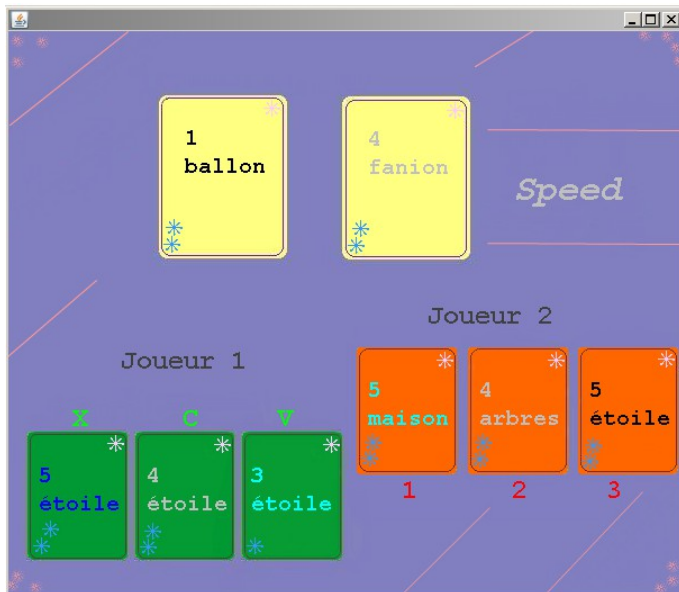 1
ballon
4
fanion
Speed
Joueur 2
Joueur 1
5
maison
4
arbres
5
étoile
X C V
5
étoile
4
étoile
3
étoile
1 2 3